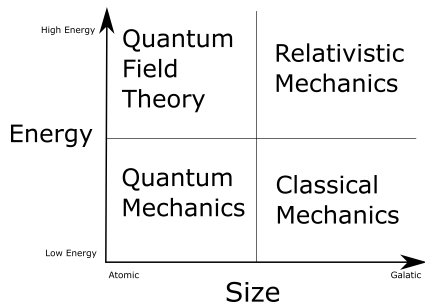 High Energy
Quantum
Field
Theory
Relativistic
Mechanics
Energy
Quantum
Mechanics
Classical
Mechanics
Low Energy
Atomic
Galatic
Size